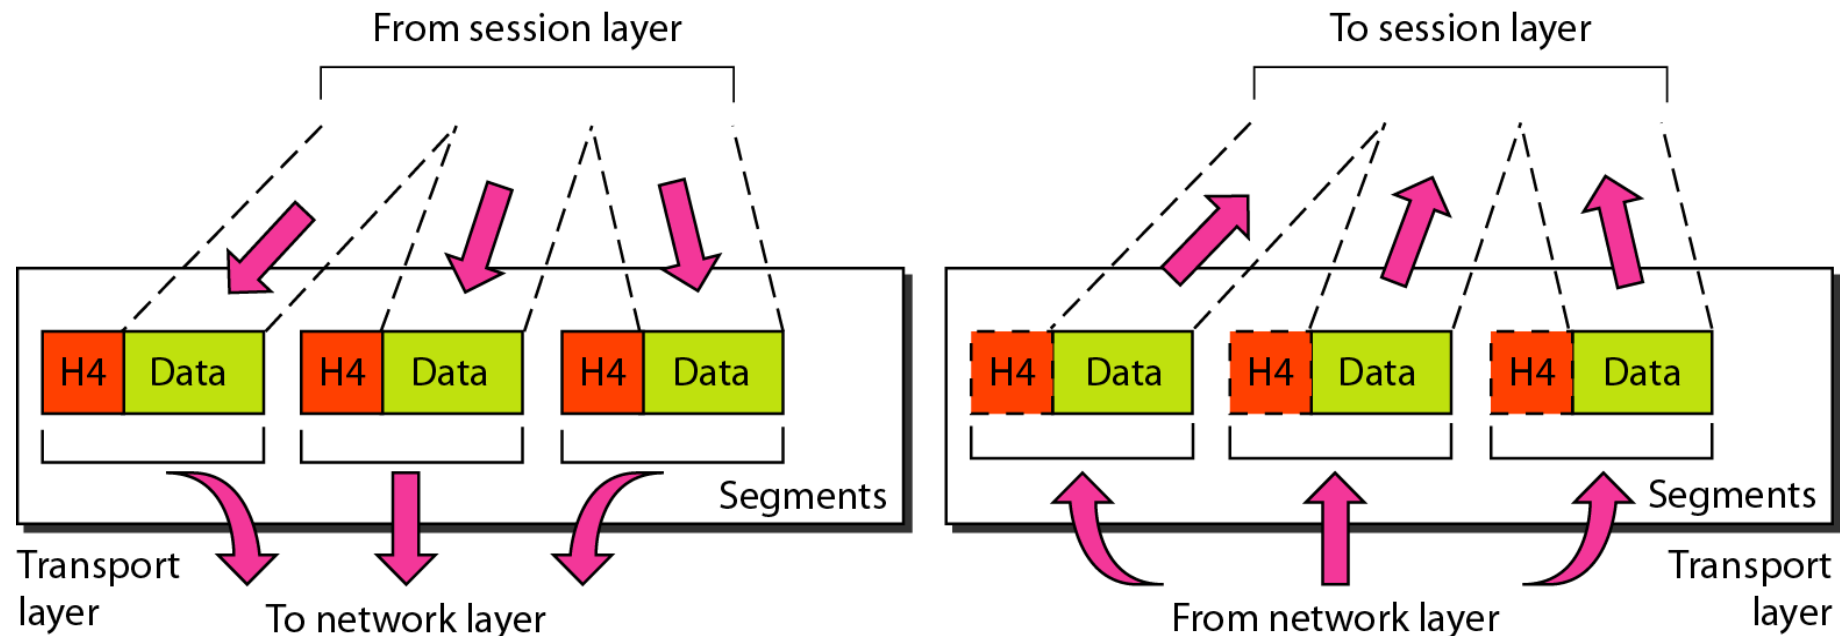 From session layer
H4 Data H4 Data H4 Data
Segments
Transport
layer
To network layer
To session layer
H4 Data H4 Data H4 Data
Segments
From network layer
Transport
layer